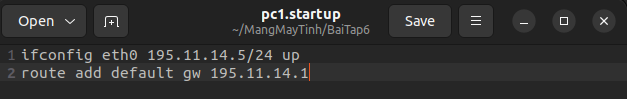 Open
pc1.startup
~/MangMayTinh/BaiTap6
Save
1 ifconfig eth0 195.11.14.5/24 up
2 route add default gw 195.11.14.1